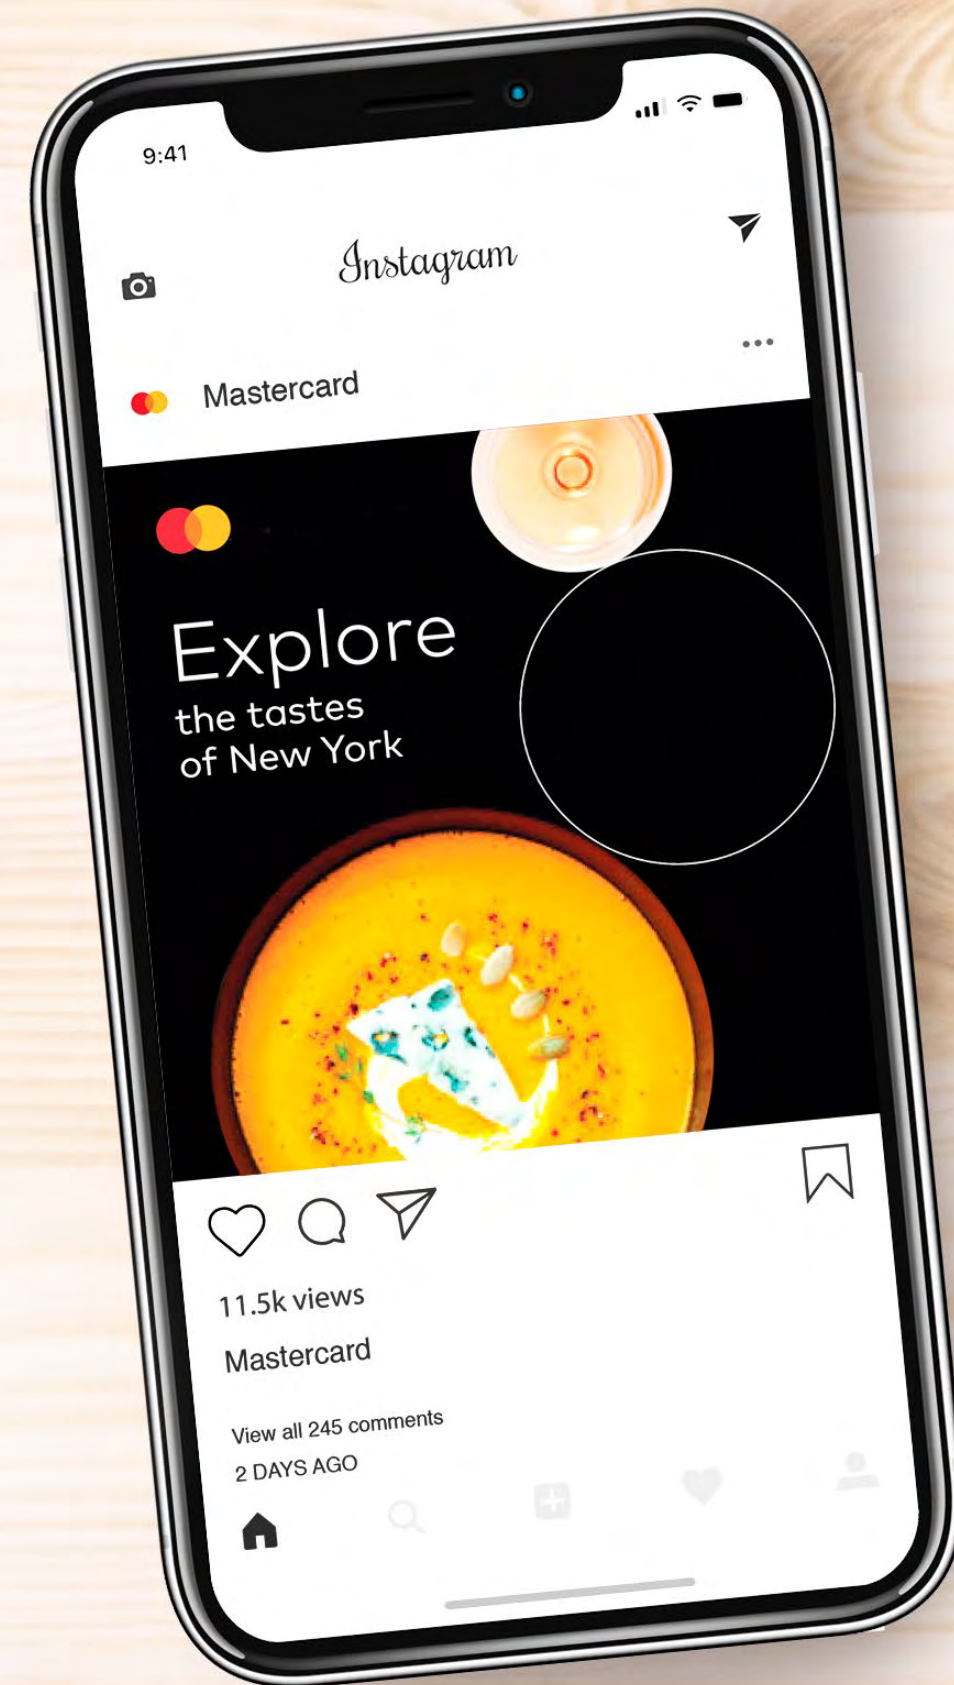 9:41
Instagram
Mastercard
Explore
the tastes
of New York
11.5k views
Mastercard
View all 245 comments
2 DAYS AGO